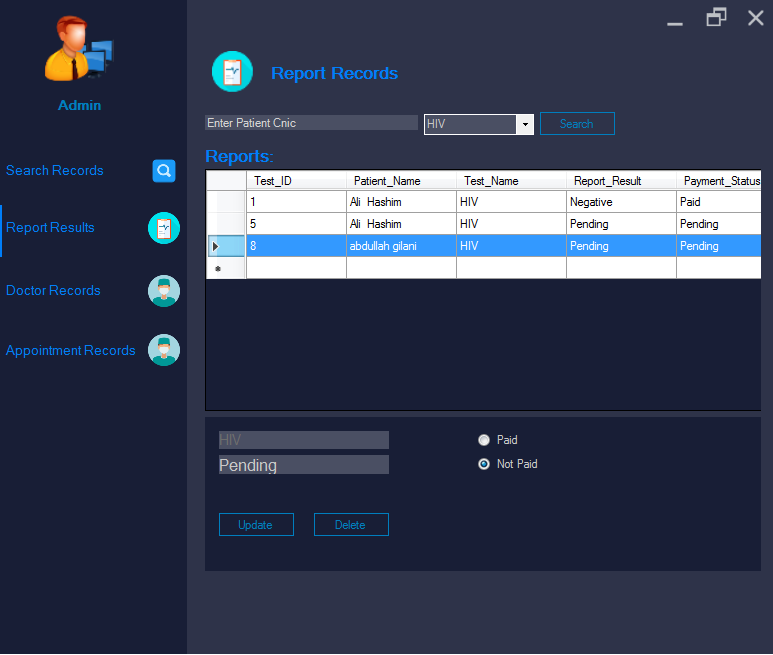 Admin
Search Records
Report Results
Doctor Records
Appointment Records
Report Records
Enter Patient Cnic HIV Search
Reports:
Test_ID Patient_Name Test_Name Report_Result Payment_Status
1 Ali Hashim HIV Negative Paid
5 Ali Hashim HIV Pending Pending
8 abdullah gilani HIV Pending Pending
HIV Paid
Pending Not Paid
Update Delete